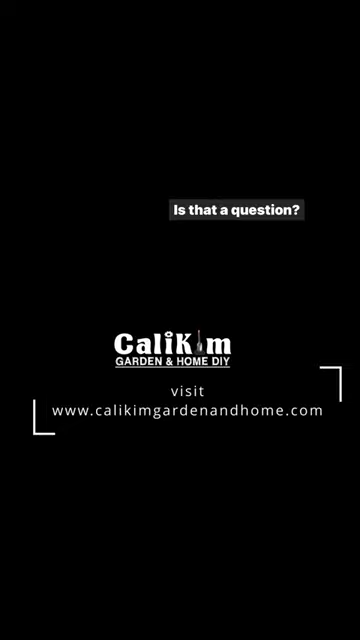 Is that a question?
CaliKim
GARDEN & HOME DIY
visit
www.calikimgardenandhome.com